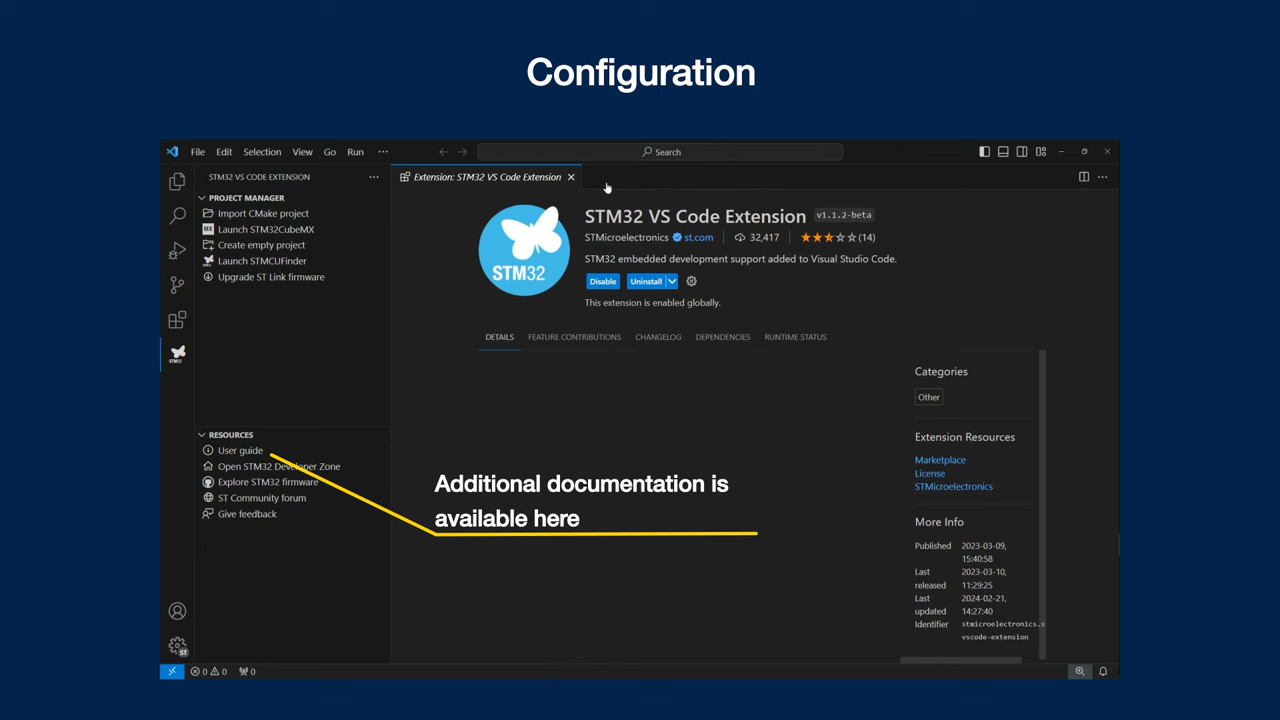 Configuration
File Edit Selection View Go Run ···
Search
STM32 VS CODE EXTENSION ···
Extension: STM32 VS Code Extension
PROJECT MANAGER
Import CMake project
MX Launch STM32CubeMX
Create empty project
Launch STMCUFinder
Upgrade ST Link firmware
STM32
STM32
STM32 VS Code Extension v1.1.2-beta
STMicroelectronics st.com 32,417 (14)
STM32 embedded development support added to Visual Studio Code.
Disable Uninstall
This extension is enabled globally.
DETAILS FEATURE CONTRIBUTIONS CHANGELOG DEPENDENCIES RUNTIME STATUS
Categories
Other
Extension Resources
Marketplace
License
STMicroelectronics
More Info
Published 2023-03-09, 15:40:58
Last released 2023-03-10, 11:29:25
Last updated 2024-02-21, 14:27:40
Identifier stmicroelectronics.s
vscode-extension
RESOURCES
User guide
Open STM32 Developer Zone
Explore STM32 firmware
ST Community forum
Give feedback
Additional documentation is
available here
ST
0 0 0